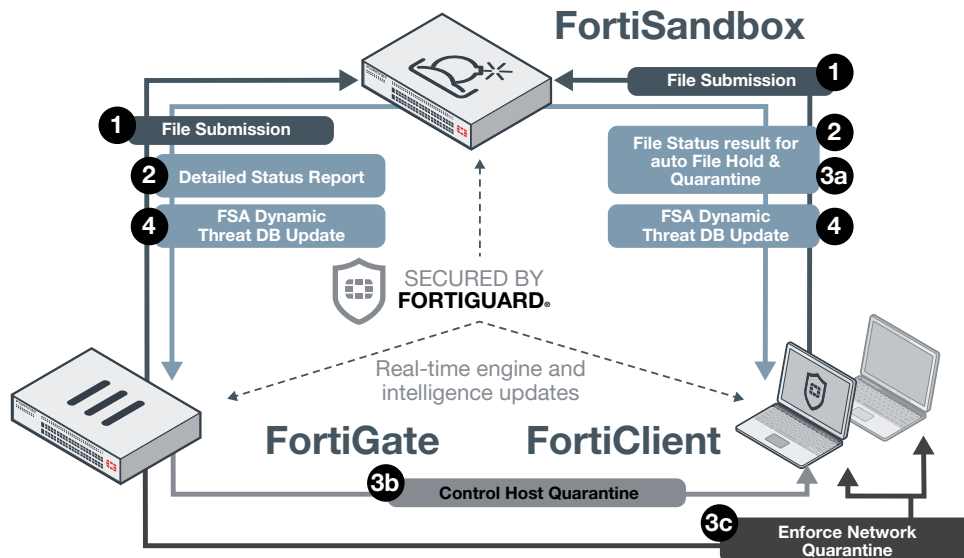 FortiSandbox
1
File Submission
1
File Submission
2
Detailed Status Report
4
FSA Dynamic
Threat DB Update
2
File Status result for
auto File Hold &
Quarantine
3a
FSA Dynamic
Threat DB Update
4
SECURED BY
FORTIGUARD®
Real-time engine and
intelligence updates
FortiGate
FortiClient
3b
Control Host Quarantine
3c
Enforce Network
Quarantine